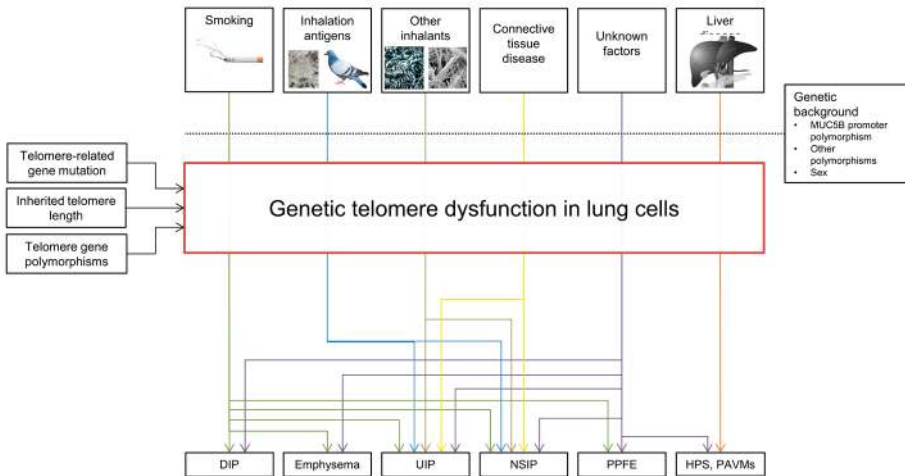 Smoking
Inhalation
antigens
Other
inhalants
Connective
tissue
disease
Unknown
factors
Liver
Genetic
background
• MUC5B promoter
polymorphism
• Other
polymorphisms
• Sex
Telomere-related
gene mutation
Inherited telomere
length
Telomere gene
polymorphisms
Genetic telomere dysfunction in lung cells
DIP
Emphysema
UIP
NSIP
PPFE
HPS, PAVMs